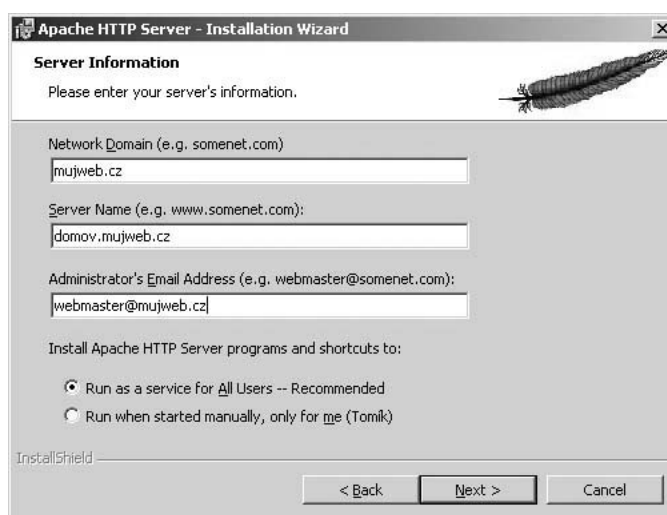 Apache HTTP Server - Installation Wizard
Server Information
Please enter your server's information.
Network Domain (e.g. somenet.com)
mujweb.cz
Server Name (e.g. www.somenet.com):
domov.mujweb.cz
Administrator's Email Address (e.g. webmaster@somenet.com):
webmaster@mujweb.cz
Install Apache HTTP Server programs and shortcuts to:
Run as a service for All Users -- Recommended
Run when started manually, only for me (Tomík)
InstallShield
< Back Next > Cancel